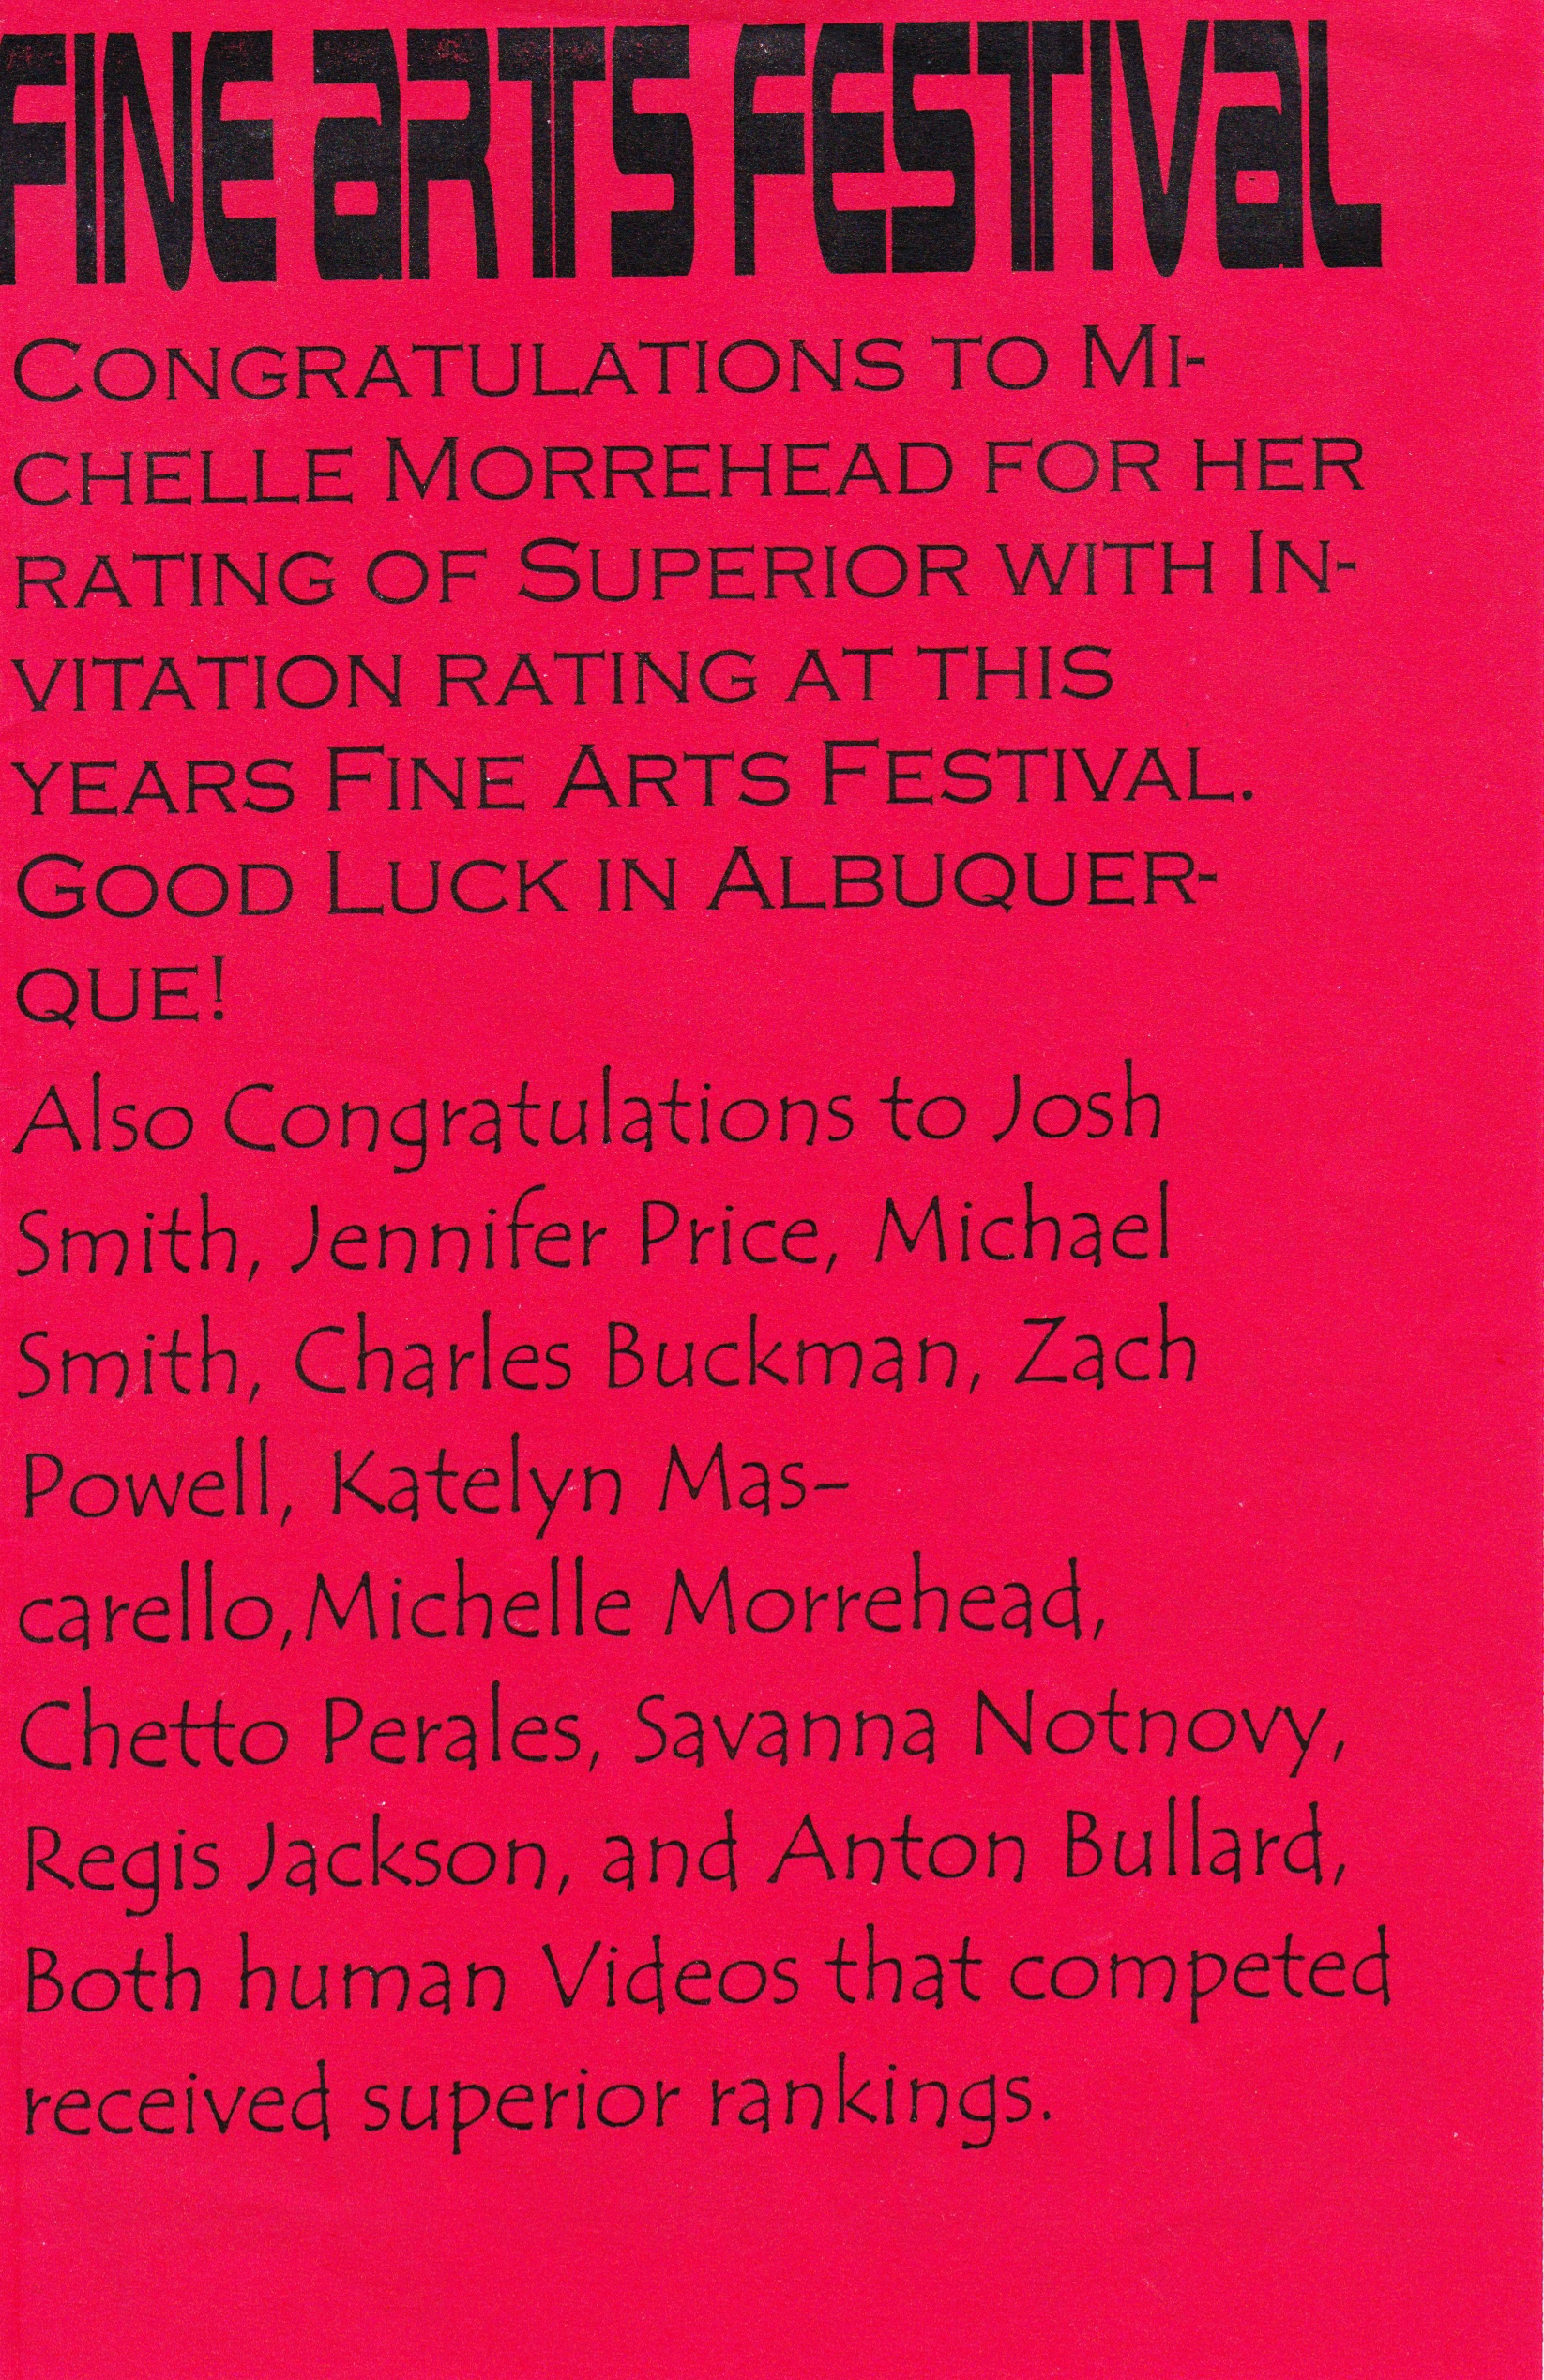 FINE aRTS FESTIVaL
CONGRATULATIONS TO MI-
CHELLE MORREHEAD FOR HER
RATING OF SUPERIOR WITH IN-
VITATION RATING AT THIS
YEARS FINE ARTS FESTIVAL.
GOOD LUCK IN ALBUQUER-
QUE!
Also Congratulations to Josh
Smith, Jennifer Price, Michael
Smith, Charles Buckman, Zach
Powell, Katelyn Mas-
carello,Michelle Morrehead,
Chetto Perales, Savanna Notnovy,
Regis Jackson, and Anton Bullard,
Both human Videos that competed
received superior rankings.